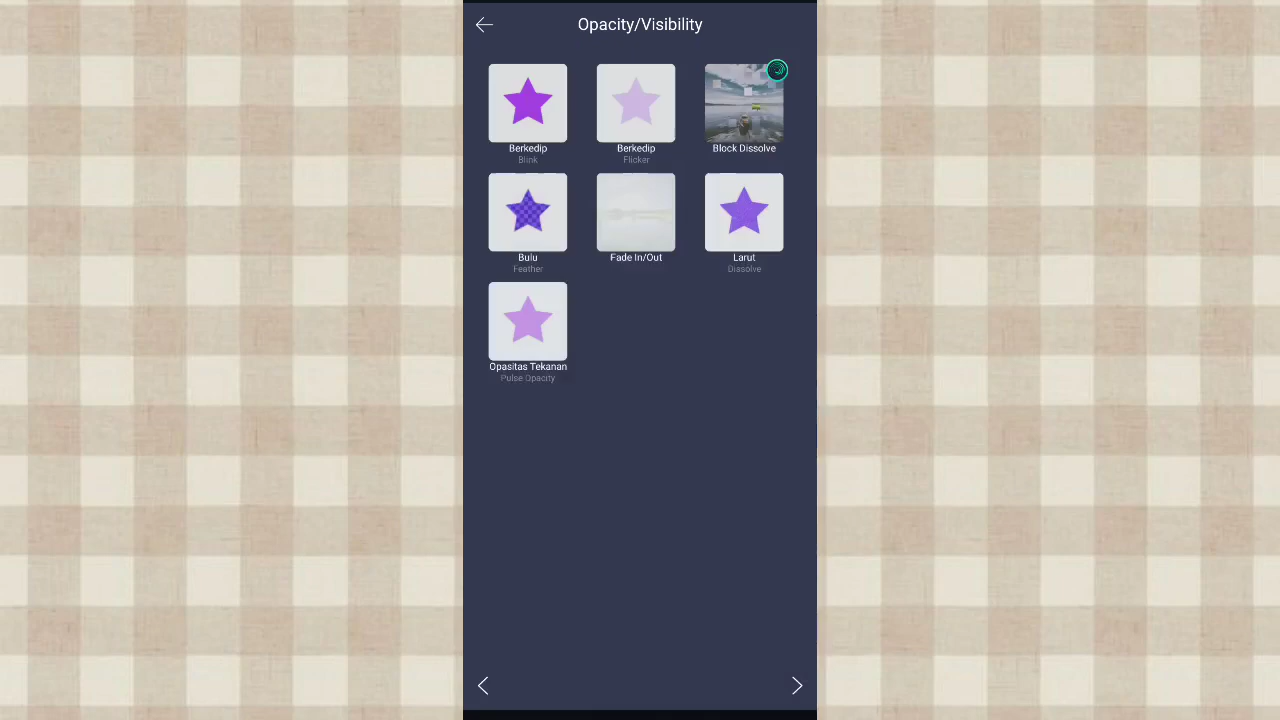 Opacity/Visibility
Berkedip
Blink
Berkedip
Flicker
Block Dissolve
Bulu
Feather
Fade In/Out
Larut
Dissolve
Opasitas Tekanan
Pulse Opacity